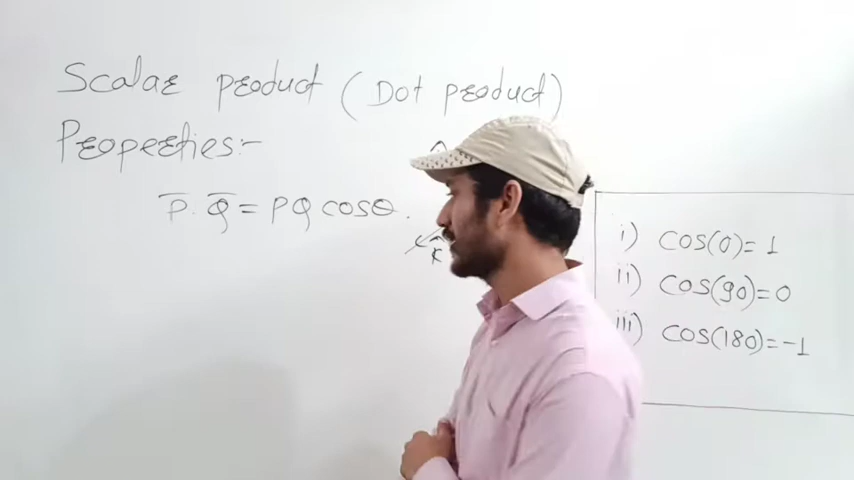 Scalar product (Dot product)
Properties:-
P̅. Q̅ = PQ cosθ.
k̂
i) cos(0)= 1
ii) cos(90)= 0
iii) cos(180)= -1